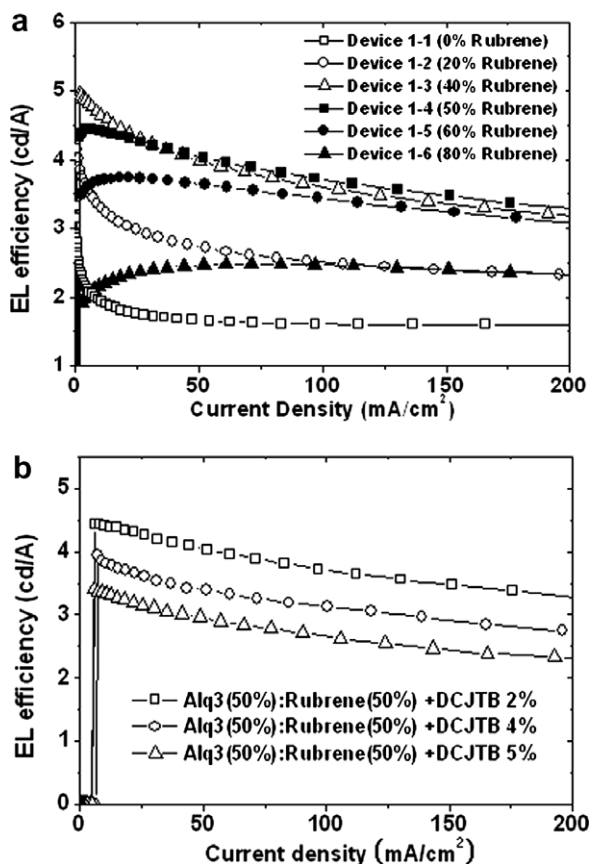 a
6
5
4
3
2
1
EL efficiency (cd/A)
Device 1-1 (0% Rubrene)
Device 1-2 (20% Rubrene)
Device 1-3 (40% Rubrene)
Device 1-4 (50% Rubrene)
Device 1-5 (60% Rubrene)
Device 1-6 (80% Rubrene)
0 50 100 150 200
Current Density (mA/cm²)
b
5
4
3
2
1
0
EL efficiency (cd/A)
Alq3(50%):Rubrene(50%) +DCJTB 2%
Alq3(50%):Rubrene(50%) +DCJTB 4%
Alq3(50%):Rubrene(50%) +DCJTB 5%
0 50 100 150 200
Current density (mA/cm²)